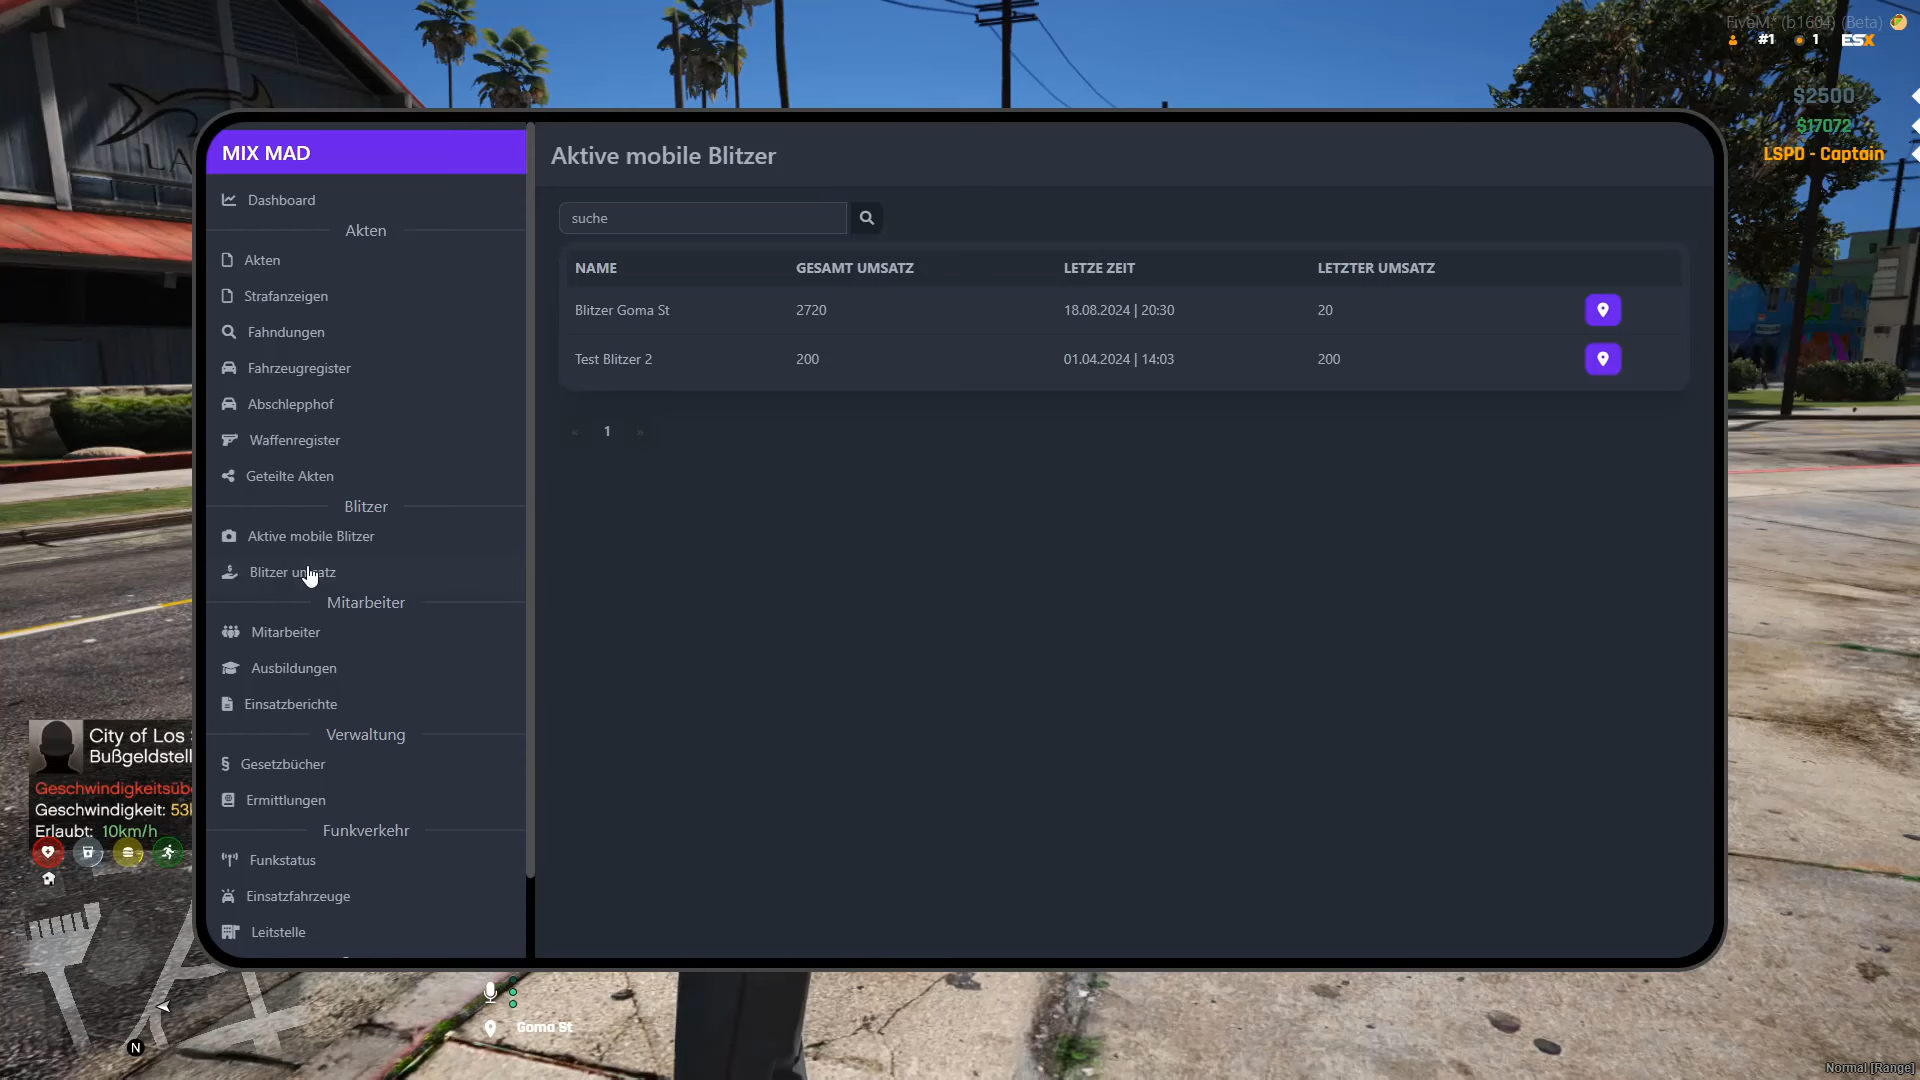 FiveM® (b1604) (Beta)
#1 1 ESX
$2500
$17072
LSPD - Captain
MIX MAD
Dashboard
Akten
Akten
Strafanzeigen
Fahndungen
Fahrzeugregister
Abschlepphof
Waffenregister
Geteilte Akten
Blitzer
Aktive mobile Blitzer
Blitzer umsatz
Mitarbeiter
Mitarbeiter
Ausbildungen
Einsatzberichte
Verwaltung
§ Gesetzbücher
Ermittlungen
Funkverkehr
Funkstatus
Einsatzfahrzeuge
Leitstelle
Aktive mobile Blitzer
suche
NAME GESAMT UMSATZ LETZE ZEIT LETZTER UMSATZ
Blitzer Goma St 2720 18.08.2024 | 20:30 20
Test Blitzer 2 200 01.04.2024 | 14:03 200
« 1 »
City of Los
Bußgeldstell
Geschwindigkeitsüb
Geschwindigkeit: 53
Erlaubt: 10km/h
N
Goma St
Normal [Range]